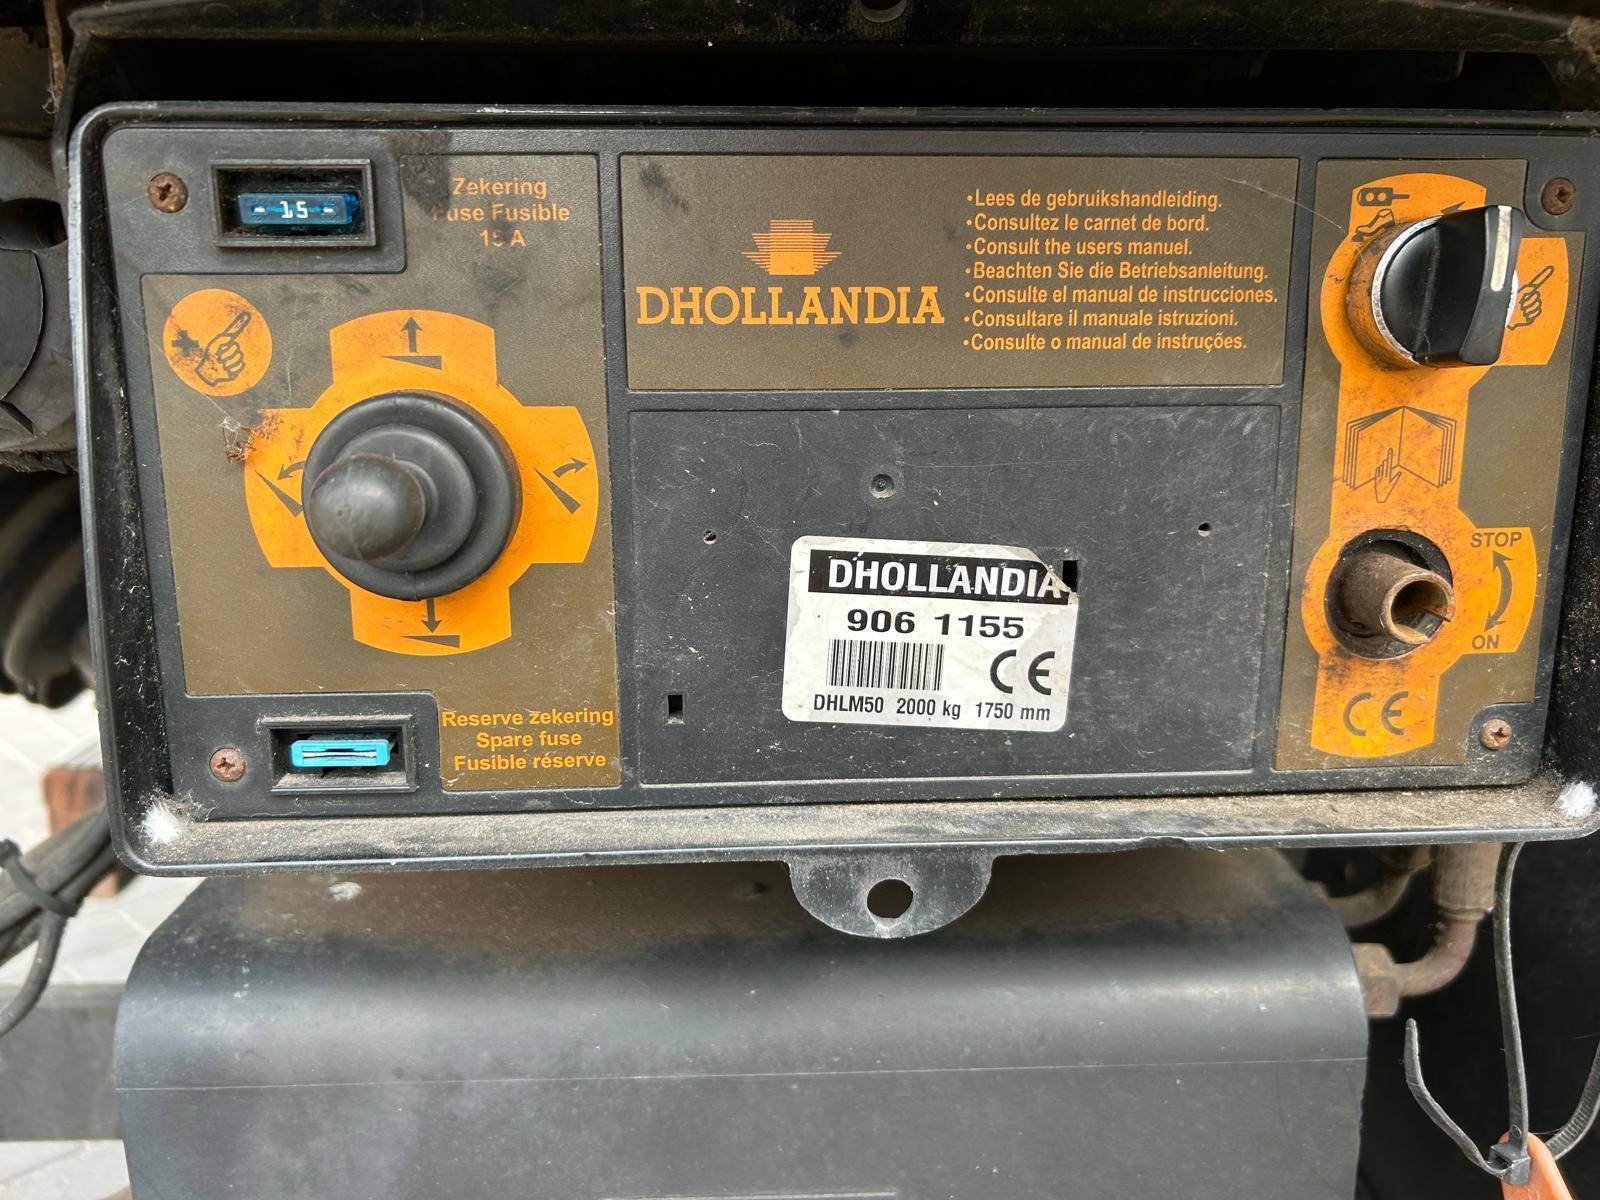 15
Zekering
Fuse Fusible
15 A
DHOLLANDIA
•Lees de gebruikshandleiding.
•Consultez le carnet de bord.
•Consult the users manuel.
•Beachten Sie die Betriebsanleitung.
•Consulte el manual de instrucciones.
•Consultare il manuale istruzioni.
•Consulte o manual de instruções.
DHOLLANDIA
906 1155
CE
DHLM50 2000 kg 1750 mm
STOP
ON
CE
Reserve zekering
Spare fuse
Fusible réserve